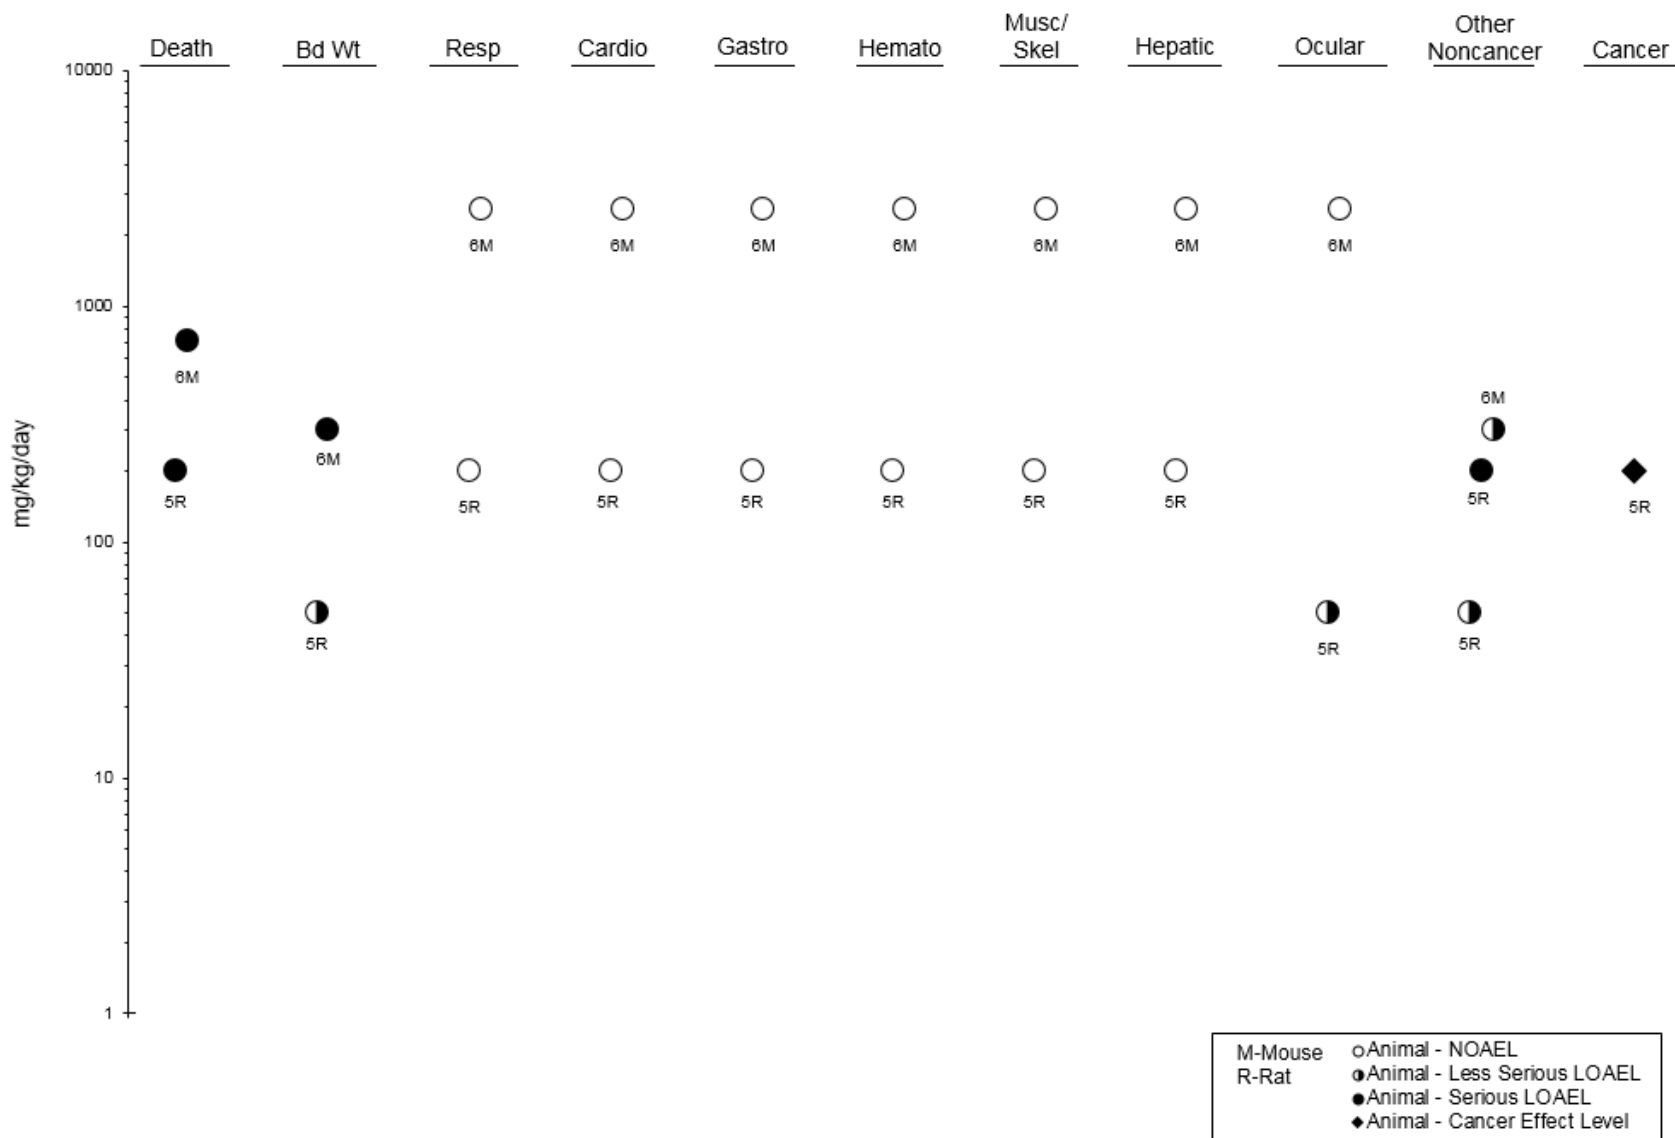 Death Bd Wt Resp Cardio Gastro Hemato Musc/
Skel Hepatic Ocular Other
Noncancer Cancer
10000
6M 6M 6M 6M 6M 6M 6M
1000
6M
6M
6M
mg/kg/day
5R 5R 5R 5R 5R 5R 5R 5R 5R
100
5R 5R 5R
10
1
M-Mouse
R-Rat
Animal - NOAEL
Animal - Less Serious LOAEL
Animal - Serious LOAEL
Animal - Cancer Effect Level